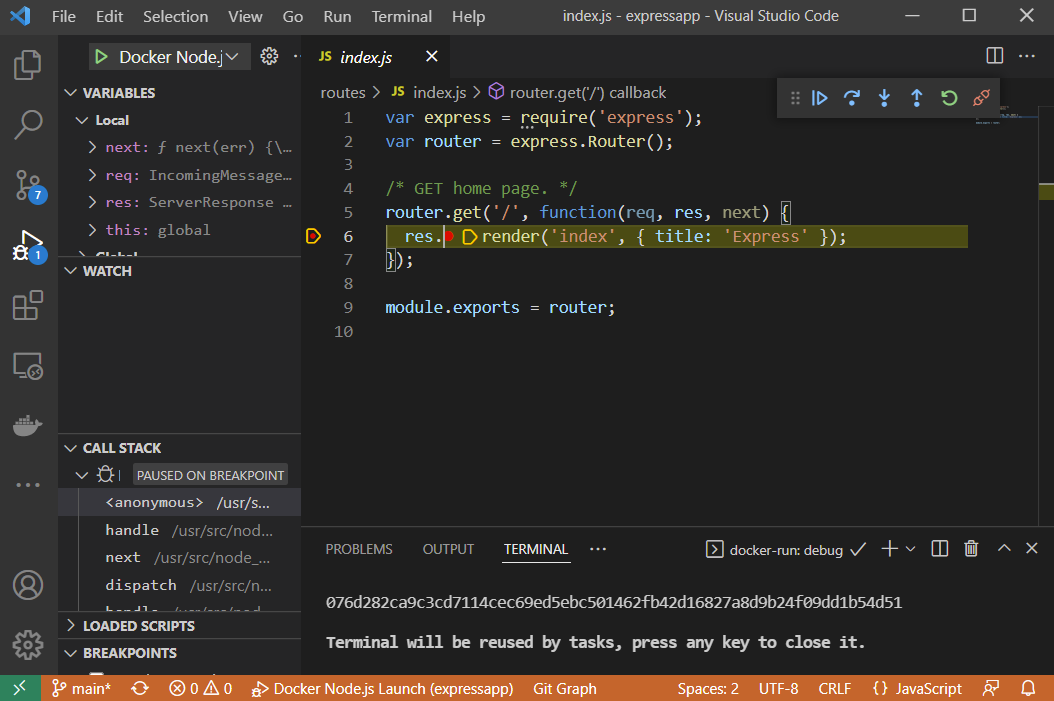 File Edit Selection View Go Run Terminal Help index.js - expressapp - Visual Studio Code
Docker Node.j
JS index.js
routes > JS index.js > router.get('/') callback
VARIABLES
Local
next: ƒ next(err) {\…
req: IncomingMessage…
res: ServerResponse …
this: global
Global
WATCH
CALL STACK
PAUSED ON BREAKPOINT
<anonymous> /usr/s...
handle /usr/src/nod...
next /usr/src/node_...
dispatch /usr/src/n...
handle /usr/src/nod...
LOADED SCRIPTS
BREAKPOINTS
7
1
1 var express = require('express');
2 var router = express.Router();
3
4 /* GET home page. */
5 router.get('/', function(req, res, next) {
6 res.render('index', { title: 'Express' });
7 });
8
9 module.exports = router;
10
PROBLEMS OUTPUT TERMINAL ... docker-run: debug
076d282ca9c3cd7114cec69ed5ebc501462fb42d16827a8d9b24f09dd1b54d51
Terminal will be reused by tasks, press any key to close it.
main* 0 0 Docker Node.js Launch (expressapp) Git Graph Spaces: 2 UTF-8 CRLF {} JavaScript